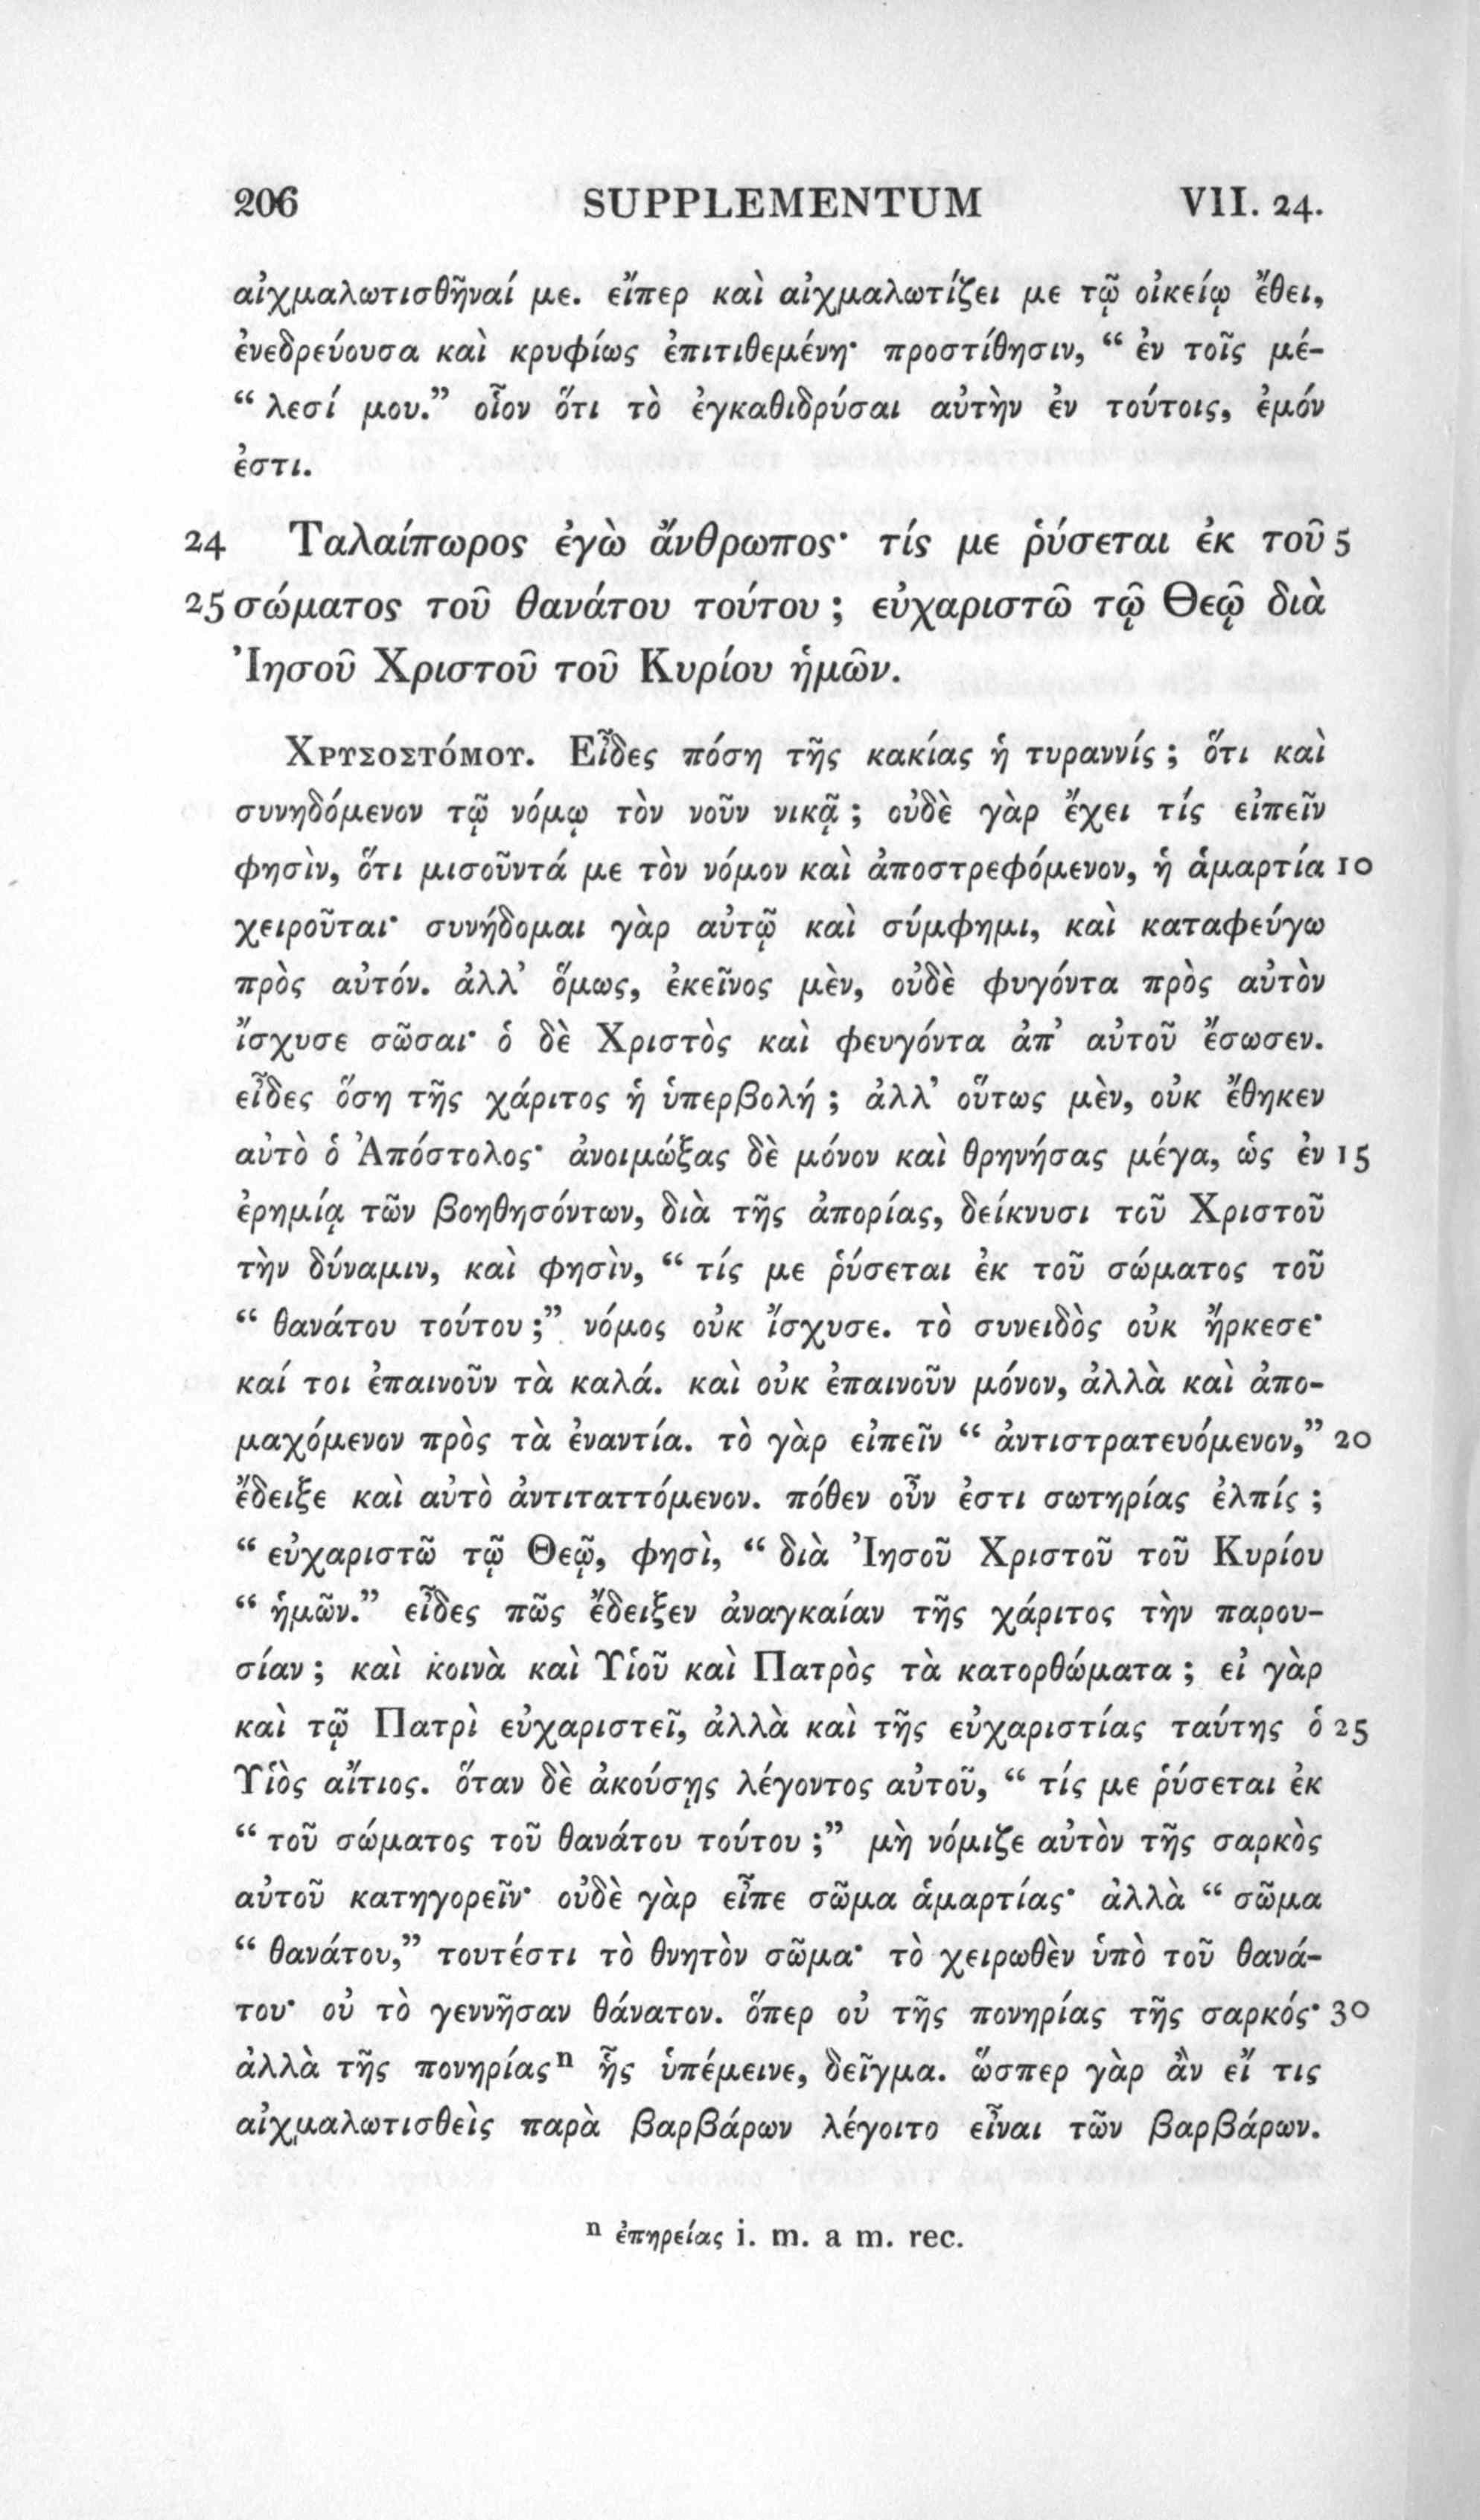 206 SUPPLEMENTUM VII. 24.
αἰχμαλωτισθῆναί με. εἴπερ καὶ αἰχμαλωτίζει με τῷ οἰκείῳ ἔθει,
ἐνεδρεύουσα καὶ κρυφίως ἐπιτιθεμένη· προστίθησιν, “ ἐν τοῖς μέ-
“ λεσί μου.” οἷον ὅτι τὸ ἐγκαθιδρύσαι αὐτὴν ἐν τούτοις, ἐμόν
ἐστι.
24 Ταλαίπωρος ἐγὼ ἄνθρωπος· τίς με ῥύσεται ἐκ τοῦ 5
25 σώματος τοῦ θανάτου τούτου ; εὐχαριστῶ τῷ Θεῷ διὰ
Ἰησοῦ Χριστοῦ τοῦ Κυρίου ἡμῶν.
Χρυσοστόμου. Εἶδες πόση τῆς κακίας ἡ τυραννίς ; ὅτι καὶ
συνηδόμενον τῷ νόμῳ τὸν νοῦν νικᾷ ; οὐδὲ γὰρ ἔχει τίς εἰπεῖν
φησὶν, ὅτι μισοῦντά με τὸν νόμον καὶ ἀποστρεφόμενον, ἡ ἁμαρτία 10
χειροῦται· συνήδομαι γὰρ αὐτῷ καὶ σύμφημι, καὶ καταφεύγω
πρὸς αὐτόν. ἀλλ’ ὅμως, ἐκεῖνος μὲν, οὐδὲ φυγόντα πρὸς αὐτὸν
ἴσχυσε σῶσαι· ὁ δὲ Χριστὸς καὶ φευγόντα ἀπ’ αὐτοῦ ἔσωσεν.
εἶδες ὅση τῆς χάριτος ἡ ὑπερβολή ; ἀλλ’ οὕτως μὲν, οὐκ ἔθηκεν
αὐτὸ ὁ Ἀπόστολος· ἀνοιμώξας δὲ μόνον καὶ θρηνήσας μέγα, ὡς ἐν 15
ἐρημίᾳ τῶν βοηθησόντων, διὰ τῆς ἀπορίας, δείκνυσι τοῦ Χριστοῦ
τὴν δύναμιν, καὶ φησὶν, “ τίς με ῥύσεται ἐκ τοῦ σώματος τοῦ
“ θανάτου τούτου ;” νόμος οὐκ ἴσχυσε. τὸ συνειδὸς οὐκ ἤρκεσε·
καί τοι ἐπαινοῦν τὰ καλά. καὶ οὐκ ἐπαινοῦν μόνον, ἀλλὰ καὶ ἀπο-
μαχόμενον πρὸς τὰ ἐναντία. τὸ γὰρ εἰπεῖν “ ἀντιστρατευόμενον,” 20
ἔδειξε καὶ αὐτὸ ἀντιταττόμενον. πόθεν οὖν ἐστι σωτηρίας ἐλπίς ;
“ εὐχαριστῶ τῷ Θεῷ, φησὶ, “ διὰ Ἰησοῦ Χριστοῦ τοῦ Κυρίου
“ ἡμῶν.” εἶδες πῶς ἔδειξεν ἀναγκαίαν τῆς χάριτος τὴν παρου-
σίαν ; καὶ κοινὰ καὶ Υἱοῦ καὶ Πατρὸς τὰ κατορθώματα ; εἰ γὰρ
καὶ τῷ Πατρὶ εὐχαριστεῖ, ἀλλὰ καὶ τῆς εὐχαριστίας ταύτης ὁ 25
Υἱὸς αἴτιος. ὅταν δὲ ἀκούσῃς λέγοντος αὐτοῦ, “ τίς με ῥύσεται ἐκ
“ τοῦ σώματος τοῦ θανάτου τούτου ;” μὴ νόμιζε αὐτὸν τῆς σαρκὸς
αὐτοῦ κατηγορεῖν· οὐδὲ γὰρ εἶπε σῶμα ἁμαρτίας· ἀλλὰ “ σῶμα
“ θανάτου,” τουτέστι τὸ θνητὸν σῶμα· τὸ χειρωθὲν ὑπὸ τοῦ θανά-
του· οὐ τὸ γεννῆσαν θάνατον. ὅπερ οὐ τῆς πονηρίας τῆς σαρκός· 30
ἀλλὰ τῆς πονηρίας n ἧς ὑπέμεινε, δεῖγμα. ὥσπερ γὰρ ἂν εἴ τις
αἰχμαλωτισθεὶς παρὰ βαρβάρων λέγοιτο εἶναι τῶν βαρβάρων.
n ἐπηρείας i. m. a m. rec.